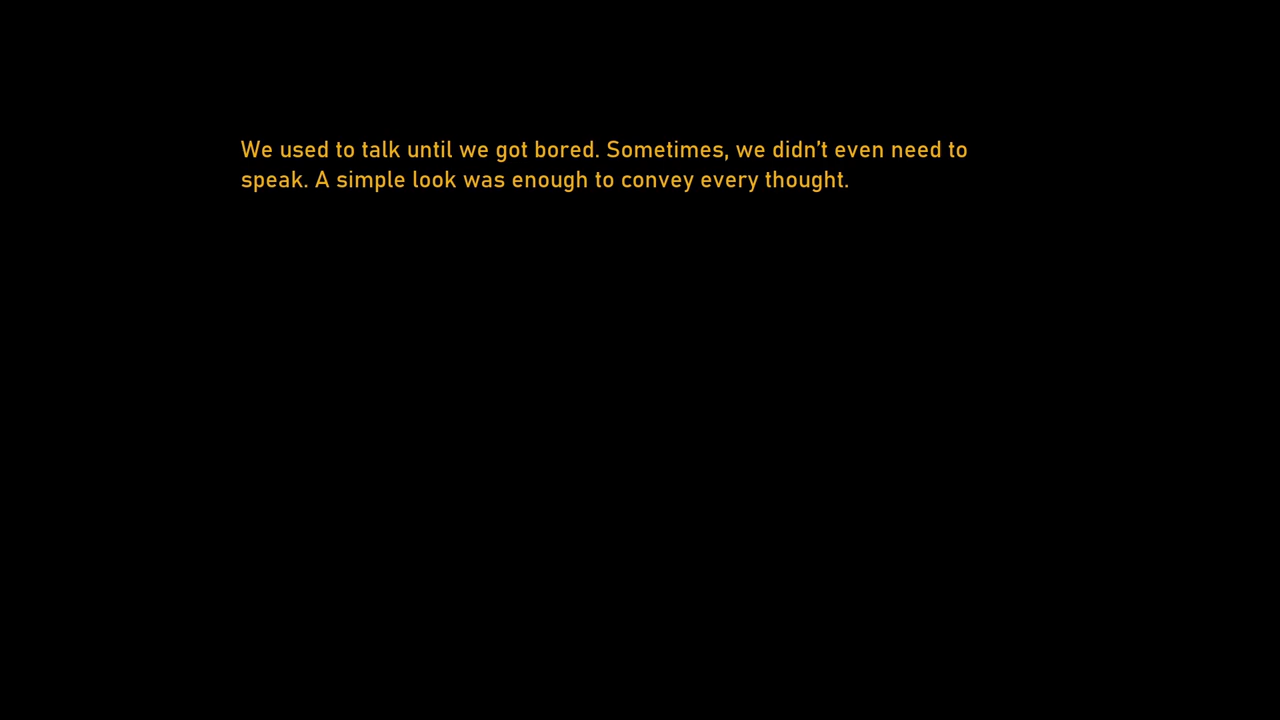 We used to talk until we got bored. Sometimes, we didn’t even need to
speak. A simple look was enough to convey every thought.